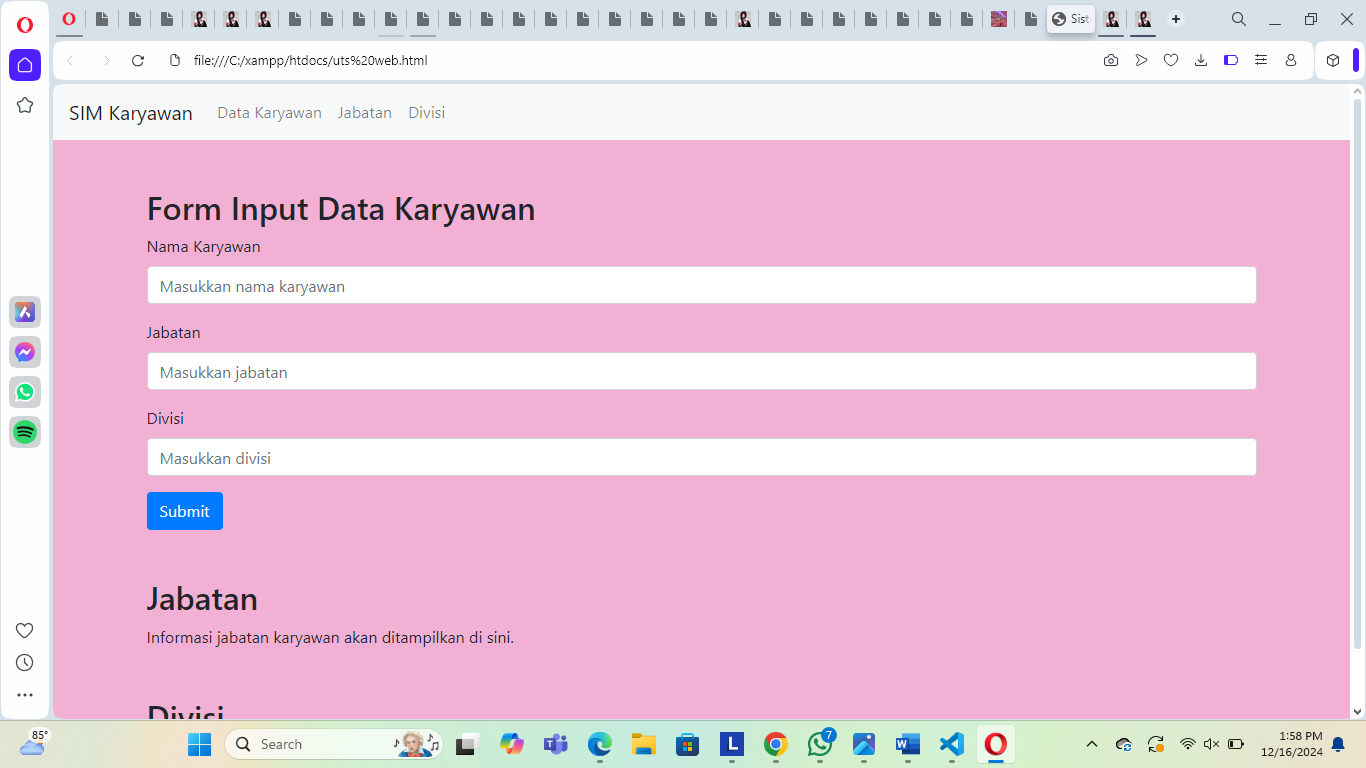 Sist
file:///C:/xampp/htdocs/uts%20web.html
SIM Karyawan Data Karyawan Jabatan Divisi
Form Input Data Karyawan
Nama Karyawan
Masukkan nama karyawan
Jabatan
Masukkan jabatan
Divisi
Masukkan divisi
Submit
Jabatan
Informasi jabatan karyawan akan ditampilkan di sini.
Divisi
85°
Search
L
7
1:58 PM
12/16/2024